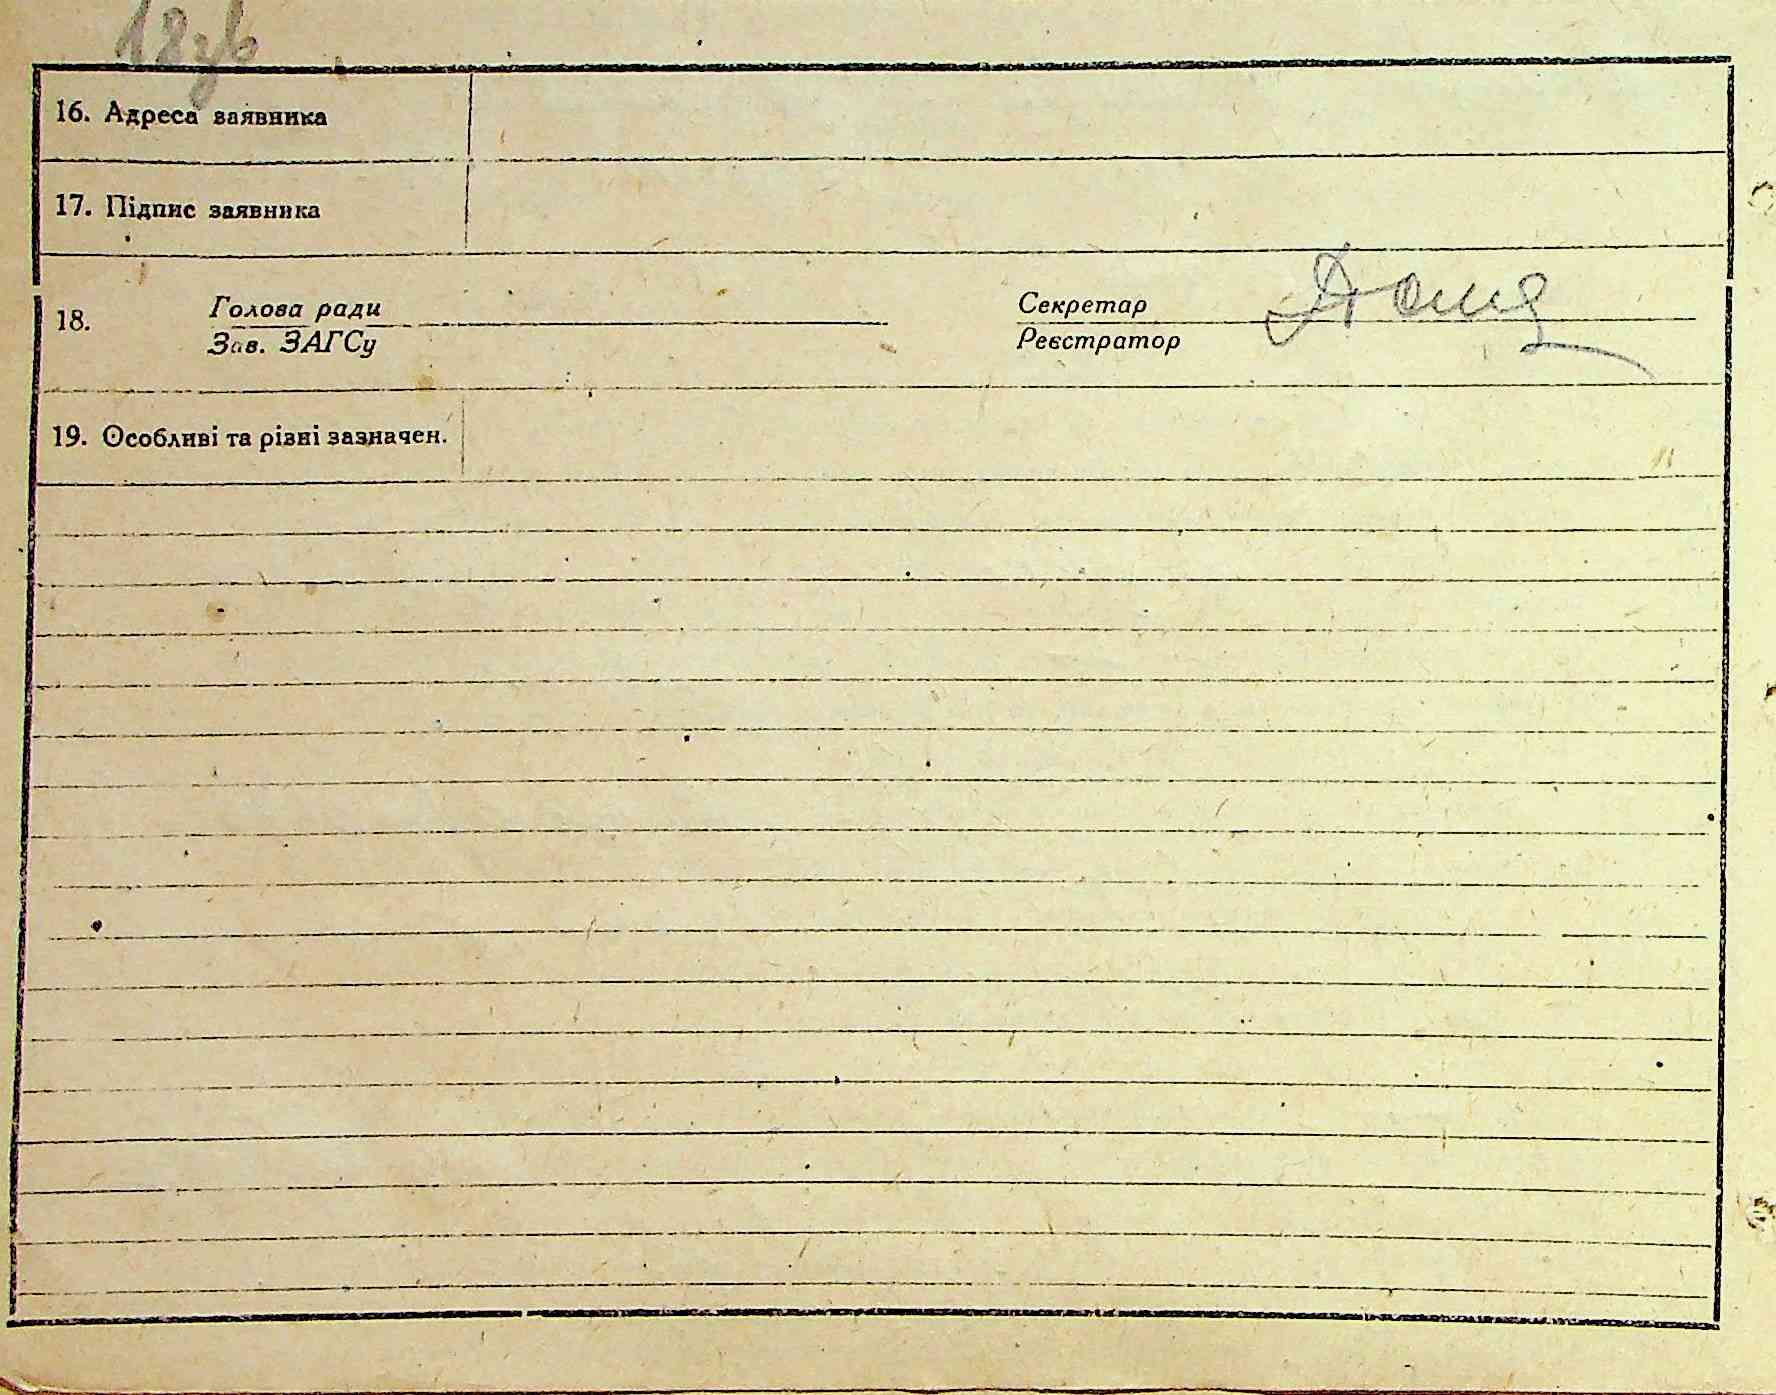 18зв
16. Адреса заявника
17. Підпис заявника
18. Голова ради Секретар
Зав. ЗАГСу Реєстратор
19. Особливі та різні зазначен.